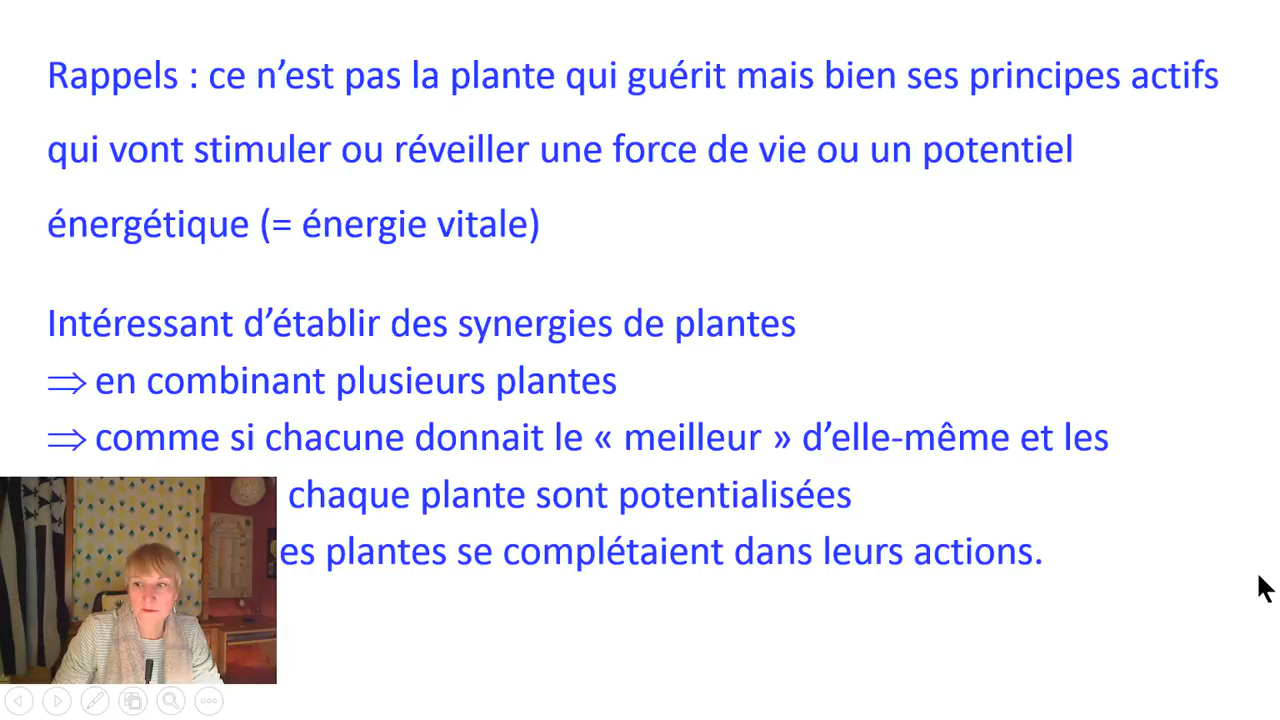 Rappels : ce n’est pas la plante qui guérit mais bien ses principes actifs
qui vont stimuler ou réveiller une force de vie ou un potentiel
énergétique (= énergie vitale)
Intéressant d’établir des synergies de plantes
⇒ en combinant plusieurs plantes
⇒ comme si chacune donnait le « meilleur » d’elle-même et les
chaque plante sont potentialisées
es plantes se complétaient dans leurs actions.